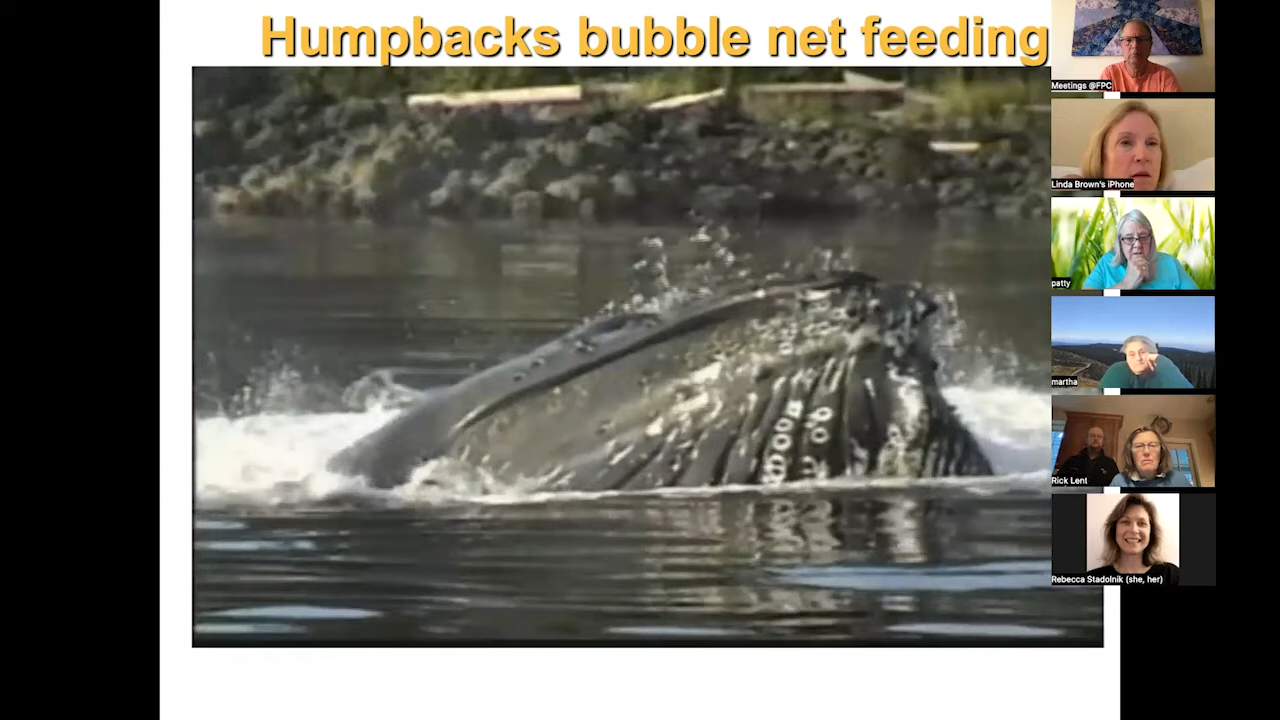 Humpbacks bubble net feeding
Meetings @FPC
Linda Brown's iPhone
patty
martha
Rick Lent
Rebecca Stadolnik (she, her)